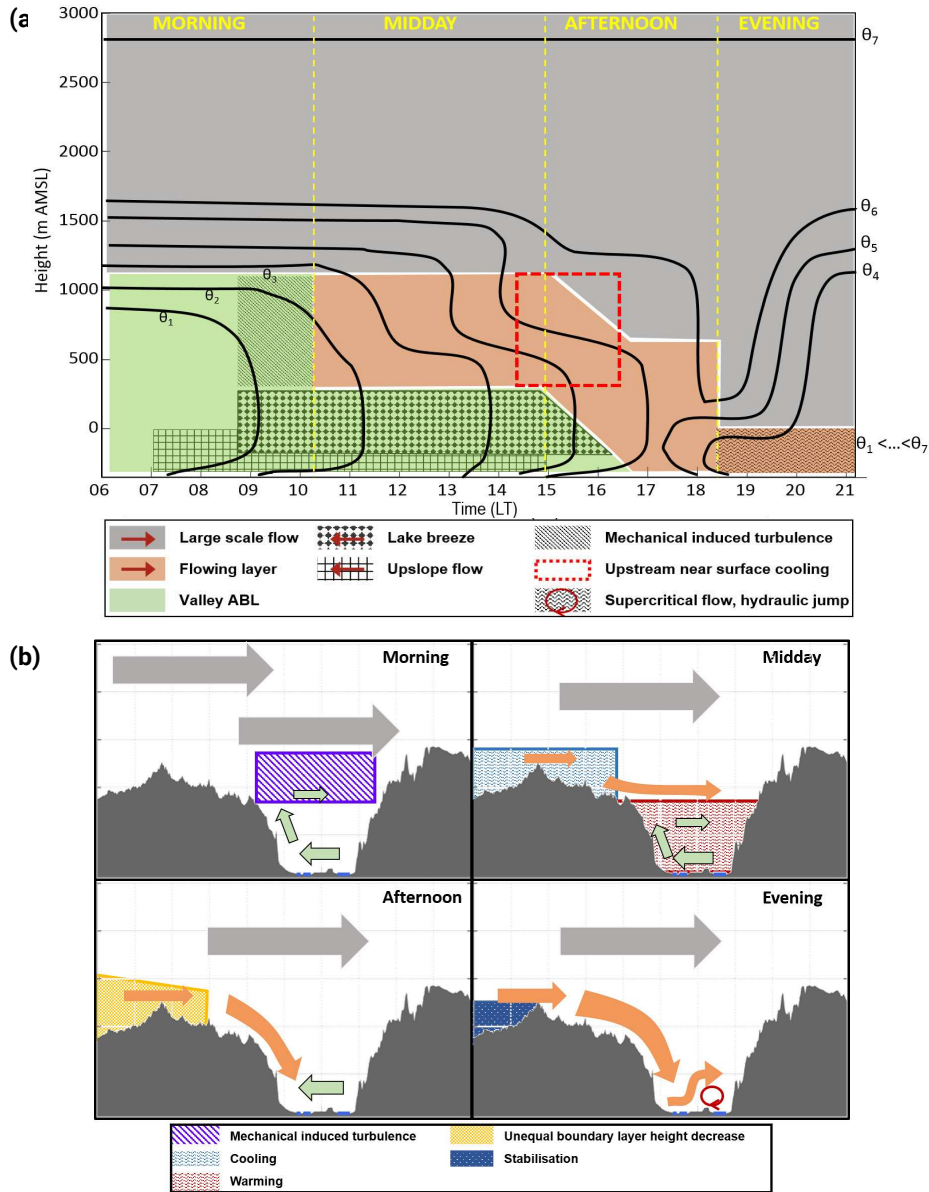 (a
MORNING MIDDAY AFTERNOON EVENING
3000
2500
2000
1500
1000
500
0
Height (m AMSL)
θ7
θ6
θ5
θ4
θ3
θ2
θ1
θ1 <...<θ7
06 07 08 09 10 11 12 13 14 15 16 17 18 19 20 21
Time (LT)
Large scale flow Lake breeze Mechanical induced turbulence
Flowing layer Upslope flow Upstream near surface cooling
Valley ABL Supercritical flow, hydraulic jump
(b)
Morning Midday
Afternoon Evening
Mechanical induced turbulence Unequal boundary layer height decrease
Cooling Stabilisation
Warming